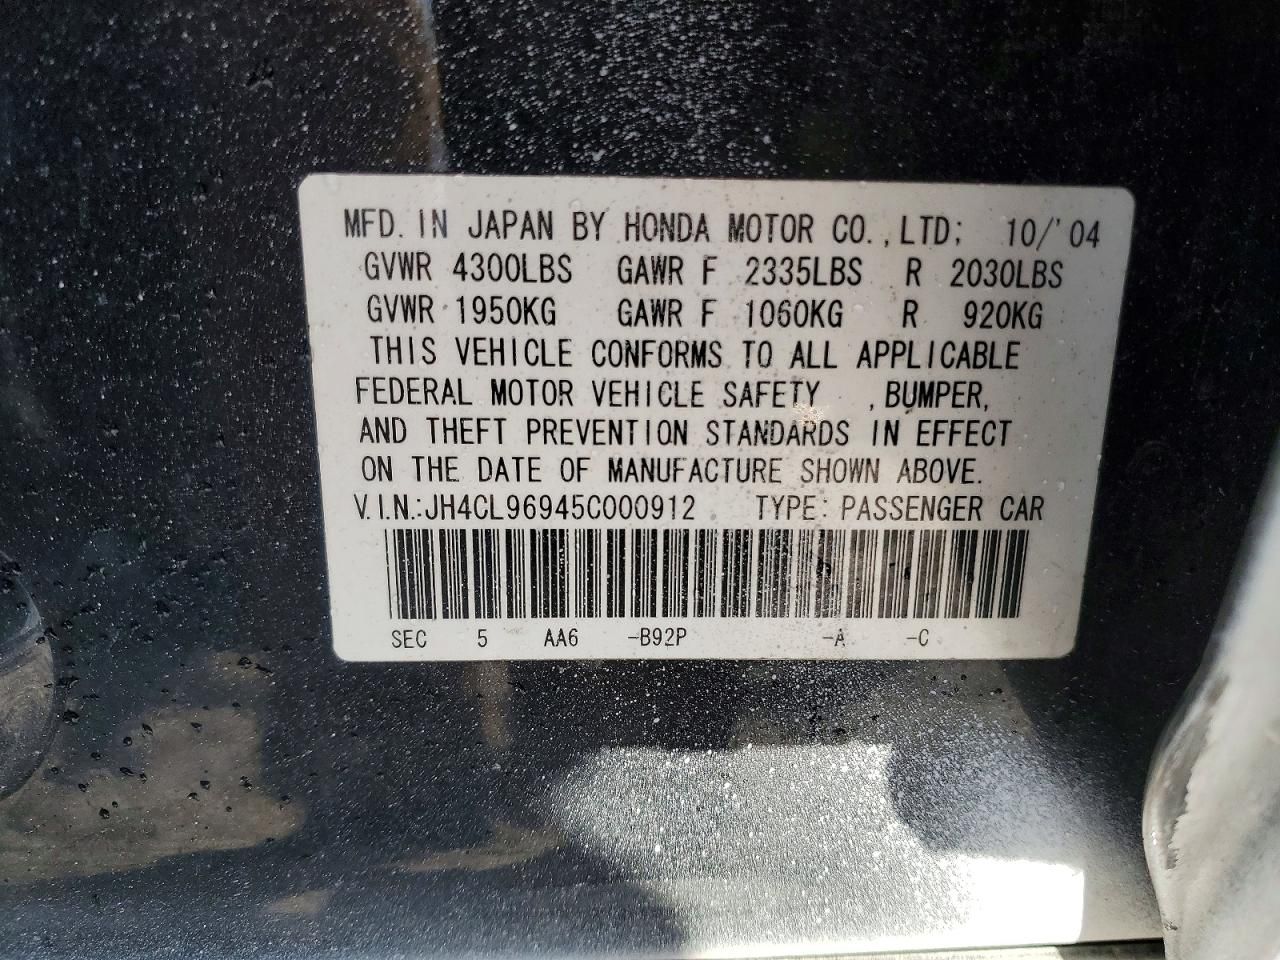 MFD. IN JAPAN BY HONDA MOTOR CO., LTD; 10/'04
GVWR 4300LBS GAWR F 2335LBS R 2030LBS
GVWR 1950KG GAWR F 1060KG R 920KG
THIS VEHICLE CONFORMS TO ALL APPLICABLE
FEDERAL MOTOR VEHICLE SAFETY , BUMPER,
AND THEFT PREVENTION STANDARDS IN EFFECT
ON THE DATE OF MANUFACTURE SHOWN ABOVE.
V.I.N.:JH4CL96945C000912 TYPE: PASSENGER CAR
SEC 5 AA6 -B92P -A -C